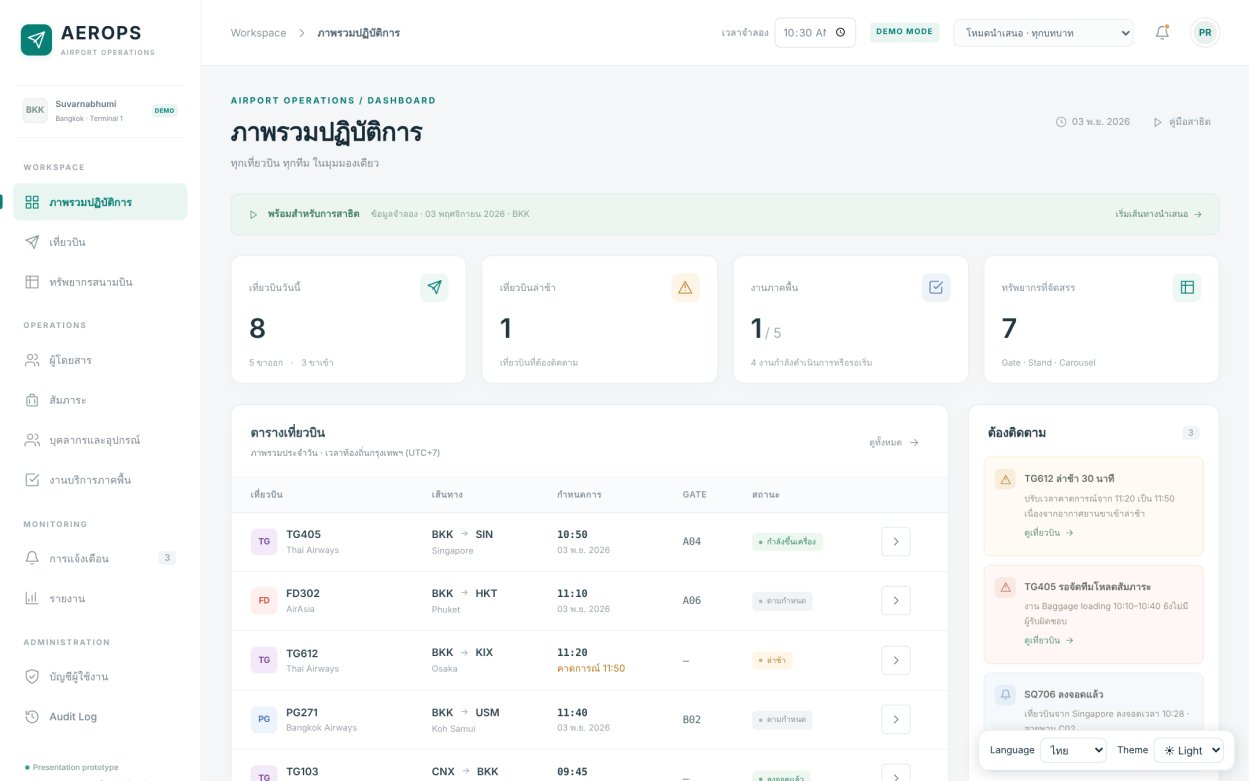 AEROPS
AIRPORT OPERATIONS
BKK
Suvarnabhumi
Bangkok · Terminal 1
DEMO
WORKSPACE
ภาพรวมปฏิบัติการ
เที่ยวบิน
ทรัพยากรสนามบิน
OPERATIONS
ผู้โดยสาร
สัมภาระ
บุคลากรและอุปกรณ์
งานบริการภาคพื้น
MONITORING
การแจ้งเตือน 3
รายงาน
ADMINISTRATION
บัญชีผู้ใช้งาน
Audit Log
Presentation prototype
Workspace > ภาพรวมปฏิบัติการ
เวลาจำลอง 10:30 AM
DEMO MODE
โหมดนำเสนอ · ทุกบทบาท
PR
AIRPORT OPERATIONS / DASHBOARD
ภาพรวมปฏิบัติการ
ทุกเที่ยวบิน ทุกทีม ในมุมมองเดียว
03 พ.ย. 2026
คู่มือสาธิต
พร้อมสำหรับการสาธิต ข้อมูลจำลอง · 03 พฤศจิกายน 2026 · BKK
เริ่มเส้นทางนำเสนอ →
เที่ยวบินวันนี้
8
5 ขาออก · 3 ขาเข้า
เที่ยวบินล่าช้า
1
เที่ยวบินที่ต้องติดตาม
งานภาคพื้น
1 / 5
4 งานกำลังดำเนินการหรือรอเริ่ม
ทรัพยากรที่จัดสรร
7
Gate · Stand · Carousel
ตารางเที่ยวบิน
ภาพรวมประจำวัน · เวลาท้องถิ่นกรุงเทพฯ (UTC+7)
ดูทั้งหมด →
เที่ยวบิน เส้นทาง กำหนดการ GATE สถานะ
TG TG405 BKK → SIN 10:50 A04 กำลังขึ้นเครื่อง
Thai Airways Singapore 03 พ.ย. 2026
FD FD302 BKK → HKT 11:10 A06 ตามกำหนด
AirAsia Phuket 03 พ.ย. 2026
TG TG612 BKK → KIX 11:20 – ล่าช้า
Thai Airways Osaka คาดการณ์ 11:50
PG PG271 BKK → USM 11:40 B02 ตามกำหนด
Bangkok Airways Koh Samui 03 พ.ย. 2026
TG TG103 CNX → BKK 09:45 – ลงจอดแล้ว
ต้องติดตาม 3
TG612 ล่าช้า 30 นาที
ปรับเวลาคาดการณ์จาก 11:20 เป็น 11:50
เนื่องจากอากาศยานขาเข้าล่าช้า
ดูเที่ยวบิน →
TG405 รอจัดทีมโหลดสัมภาระ
งาน Baggage loading 10:10–10:40 ยังไม่มี
ผู้รับผิดชอบ
ดูเที่ยวบิน →
SQ706 ลงจอดแล้ว
เที่ยวบินจาก Singapore ลงจอดเวลา 10:28 ·
สายพาน C02
Language ไทย Theme ☀ Light